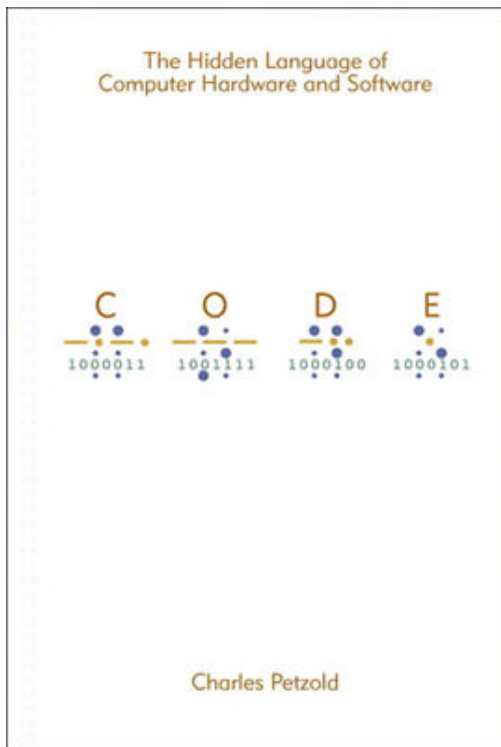 The Hidden Language of
Computer Hardware and Software
C O D E
1000011 1001111 1000100 1000101
Charles Petzold